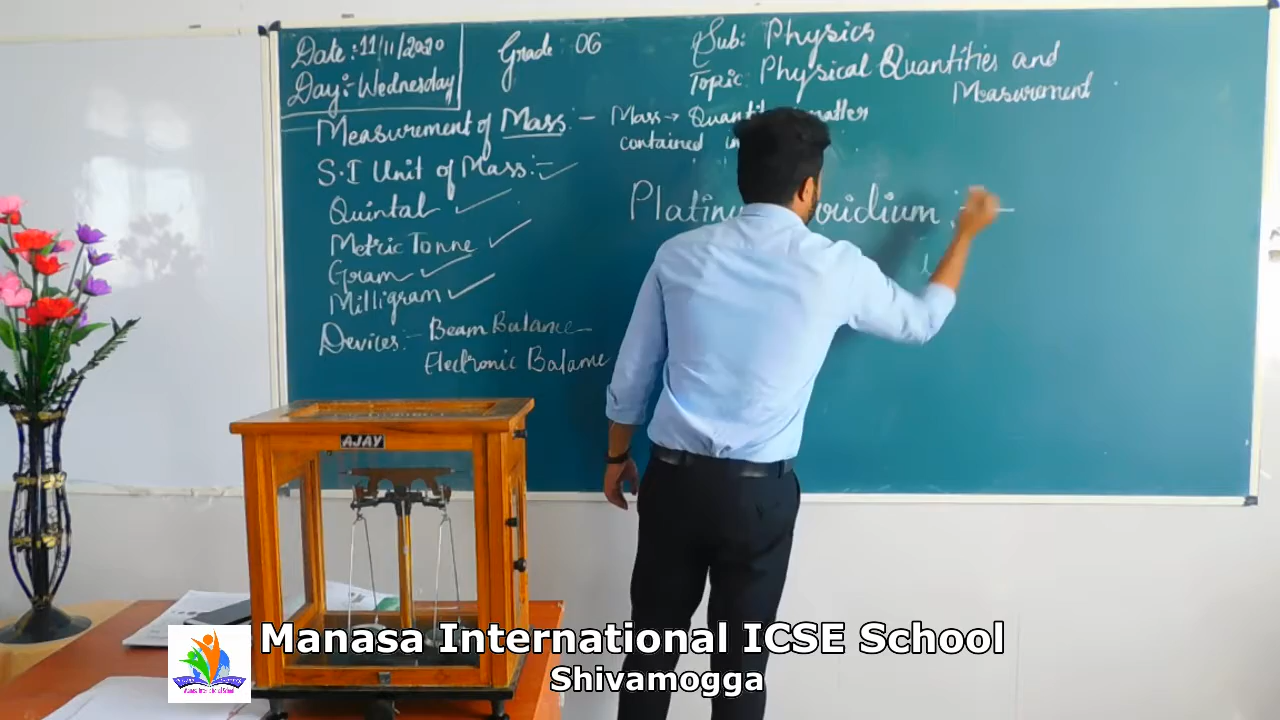 Date : 11/11/2020
Day :- Wednesday
Grade : 06
Sub: Physics
Topic: Physical Quantities and
Measurement
Measurement of Mass :- Mass → matter
contained
S.I Unit of Mass :-
Quintal
Metric Tonne
Gram
Milligram
Devices :- Beam Balance
Electronic Balance
AJAY
Manasa International ICSE School
Shivamogga